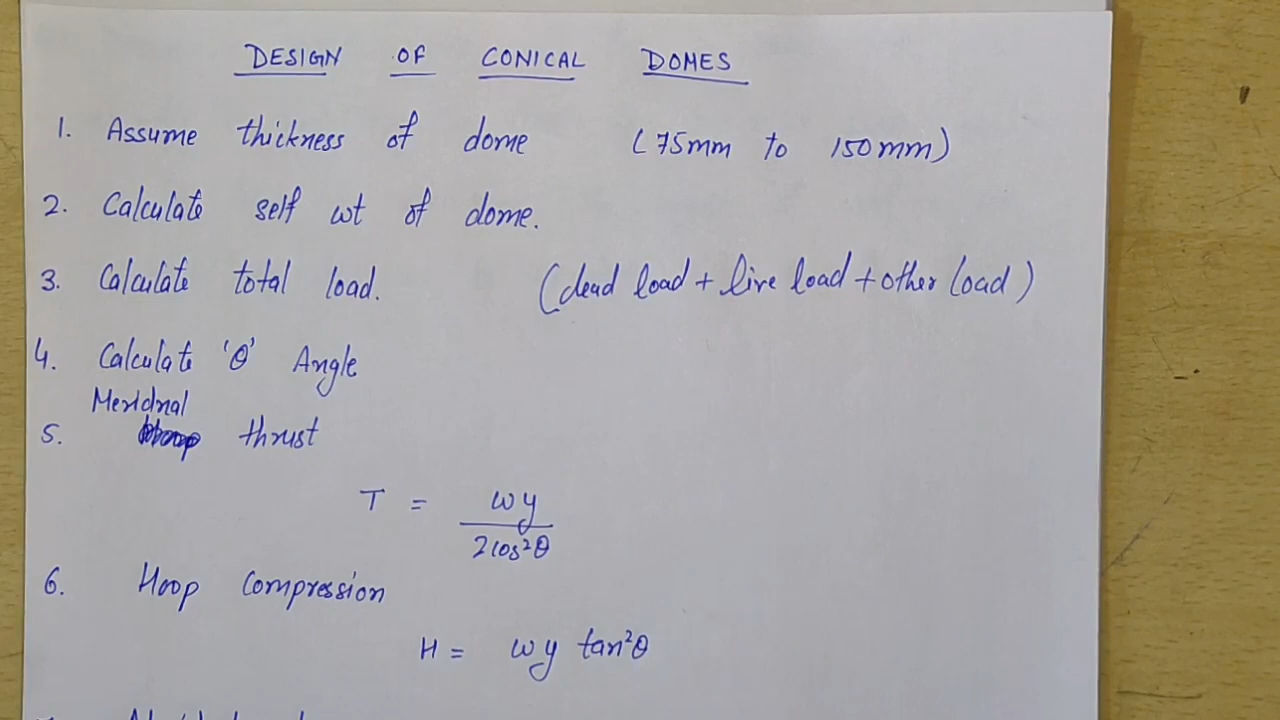 DESIGN OF CONICAL DOMES
1. Assume thickness of dome (75mm to 150mm)
2. Calculate self wt of dome.
3. Calculate total load. (dead load + live load + other load)
4. Calculate 'θ' Angle
Meridnal
5. thrust
T = wy / 2cos²θ
6. Hoop Compression
H = wy tan²θ